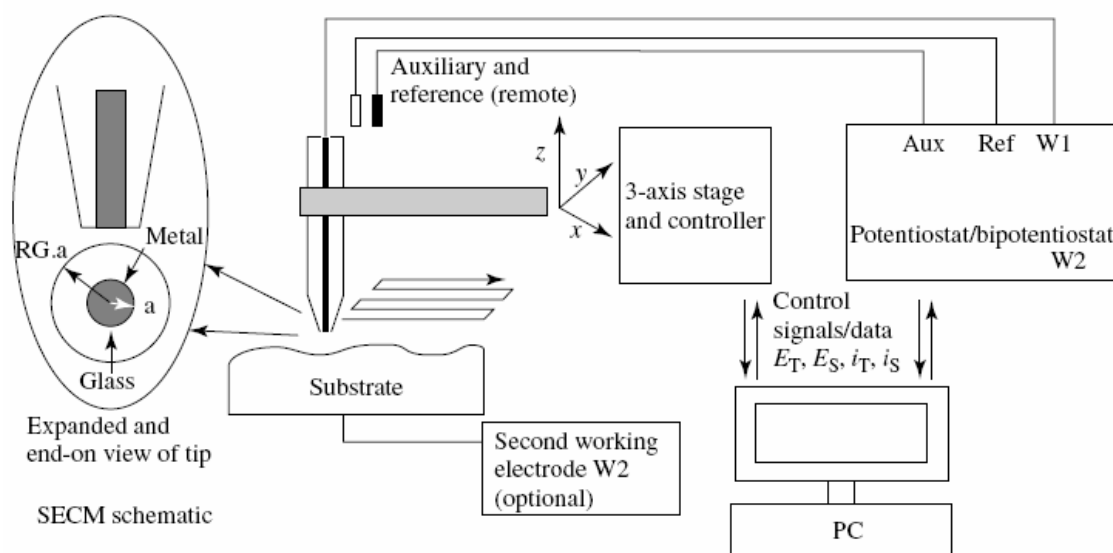 Auxiliary and
reference (remote)
Aux Ref W1
z
y
x
3-axis stage
and controller
Potentiostat/bipotentiostat
W2
Metal
RG.a
a
Glass
Expanded and
end-on view of tip
SECM schematic
Substrate
Second working
electrode W2
(optional)
Control
signals/data
E_T, E_S, i_T, i_S
PC